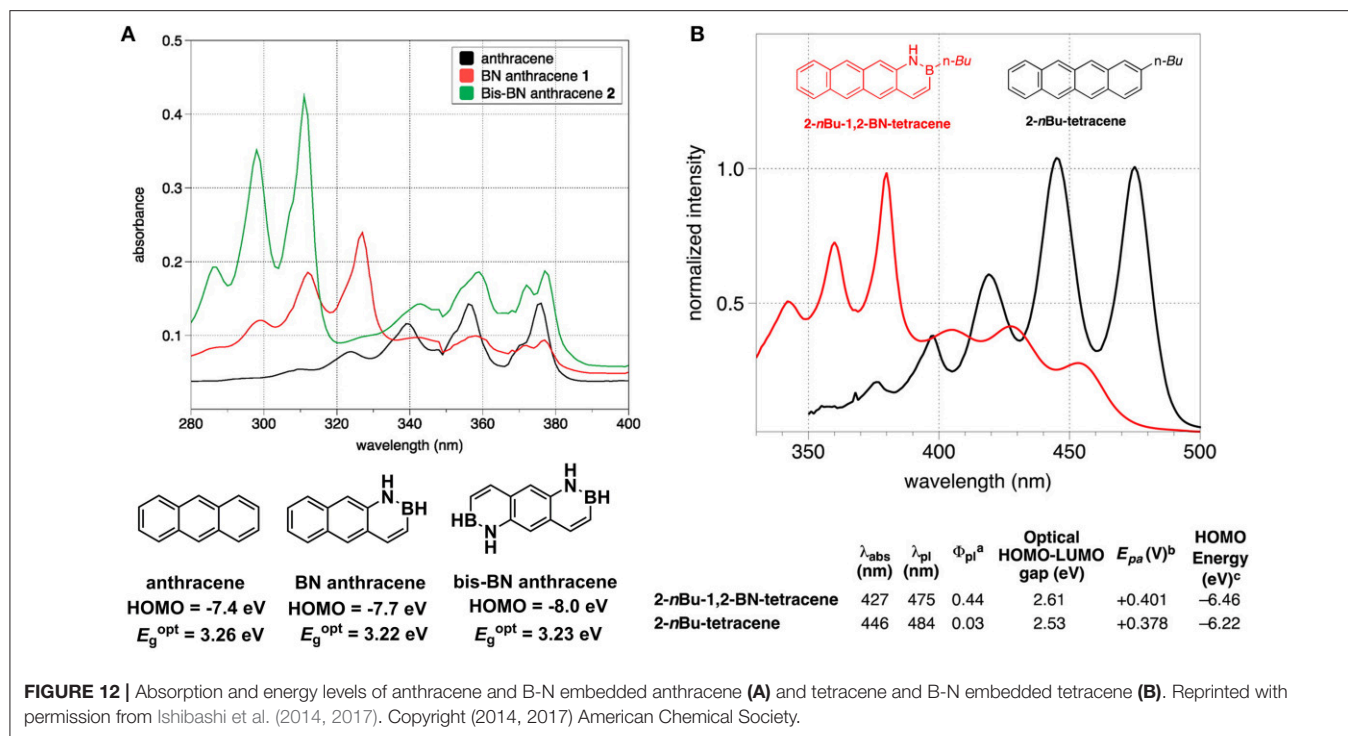 A
0.5
0.4
0.3
0.2
0.1
absorbance
anthracene
BN anthracene 1
Bis-BN anthracene 2
280 300 320 340 360 380 400
wavelength (nm)
H
N
BH
H
N
BH
HB
N
H
anthracene
HOMO = -7.4 eV
Eg^opt = 3.26 eV
BN anthracene
HOMO = -7.7 eV
Eg^opt = 3.22 eV
bis-BN anthracene
HOMO = -8.0 eV
Eg^opt = 3.23 eV
B
H
N
B
n-Bu
2-nBu-1,2-BN-tetracene
n-Bu
2-nBu-tetracene
1.0
0.5
normalized intensity
350 400 450 500
wavelength (nm)
λabs (nm) λpl (nm) Φpl^a Optical HOMO-LUMO gap (eV) Epa (V)^b HOMO Energy (eV)^c
2-nBu-1,2-BN-tetracene 427 475 0.44 2.61 +0.401 –6.46
2-nBu-tetracene 446 484 0.03 2.53 +0.378 –6.22
FIGURE 12 | Absorption and energy levels of anthracene and B-N embedded anthracene (A) and tetracene and B-N embedded tetracene (B). Reprinted with
permission from Ishibashi et al. (2014, 2017). Copyright (2014, 2017) American Chemical Society.